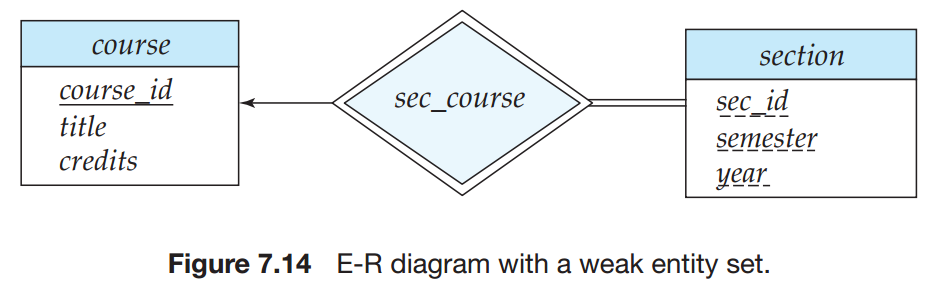 course
course_id
title
credits
sec_course
section
sec_id
semester
year
Figure 7.14 E-R diagram with a weak entity set.